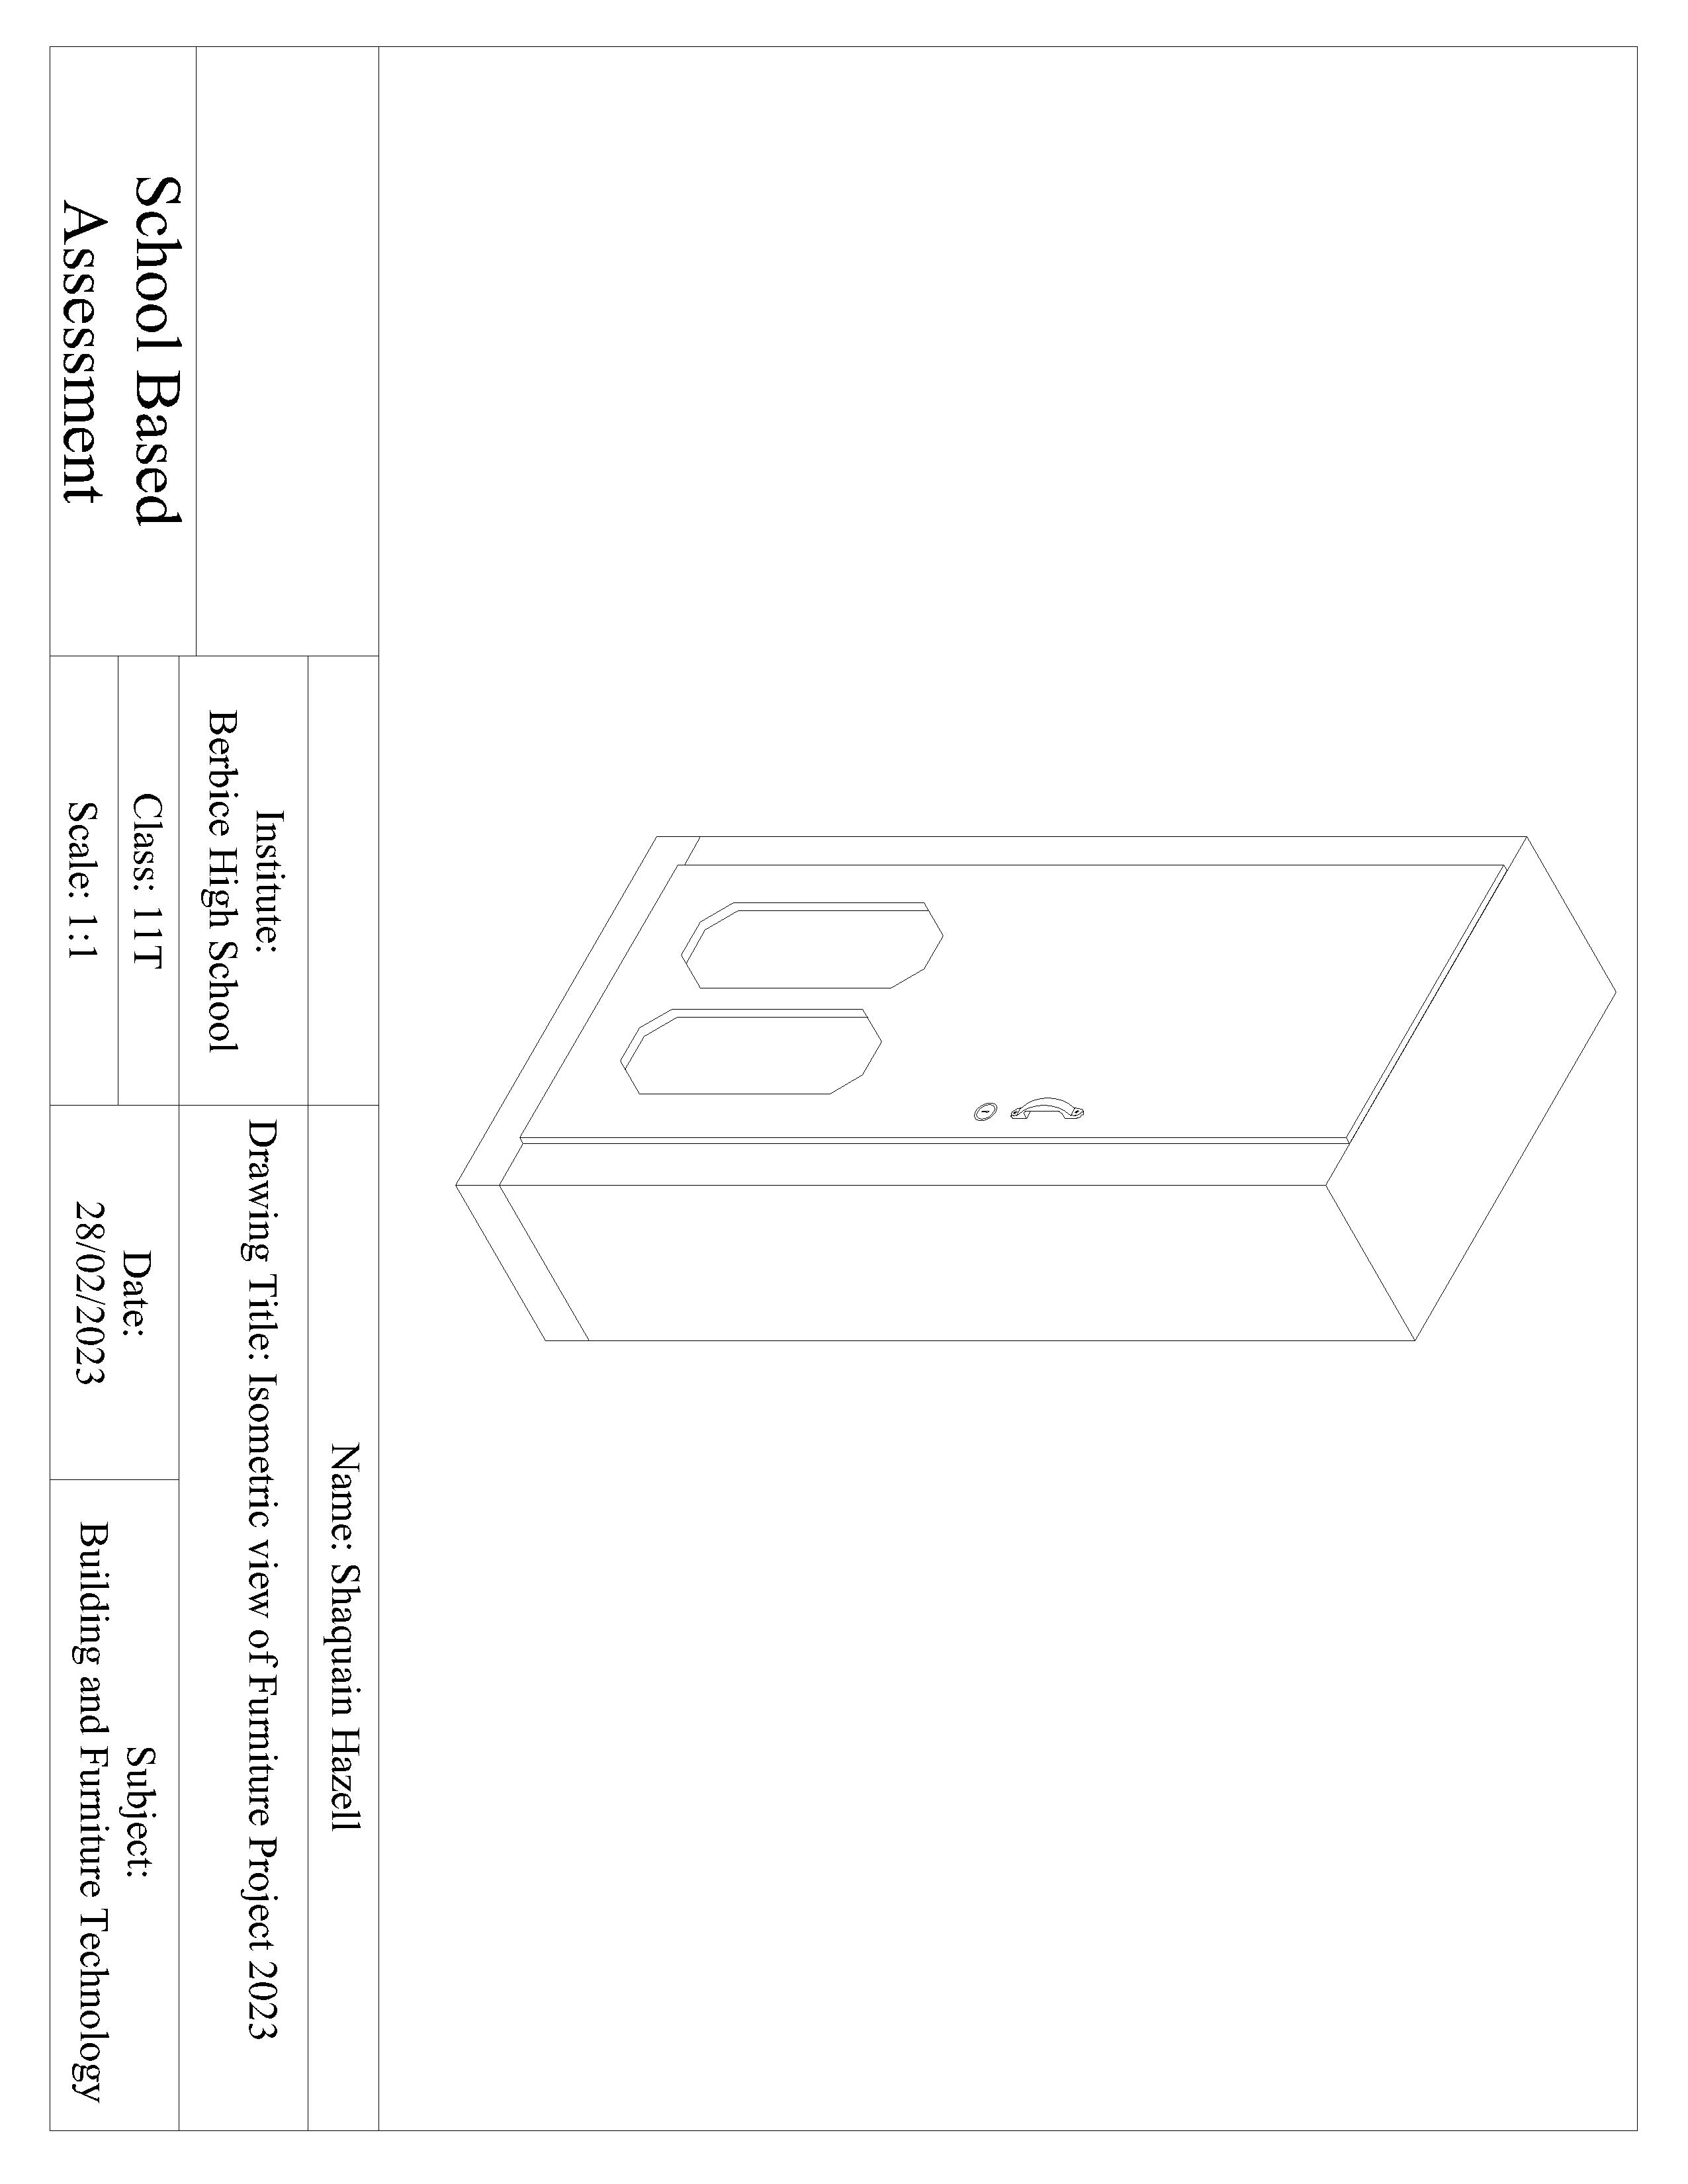 Name: Shaquain Hazell
Institute:
Berbice High School
Drawing Title: Isometric view of Furniture Project 2023
School Based
Assessment
Class: 11T
Scale: 1:1
Date:
28/02/2023
Subject:
Building and Furniture Technology